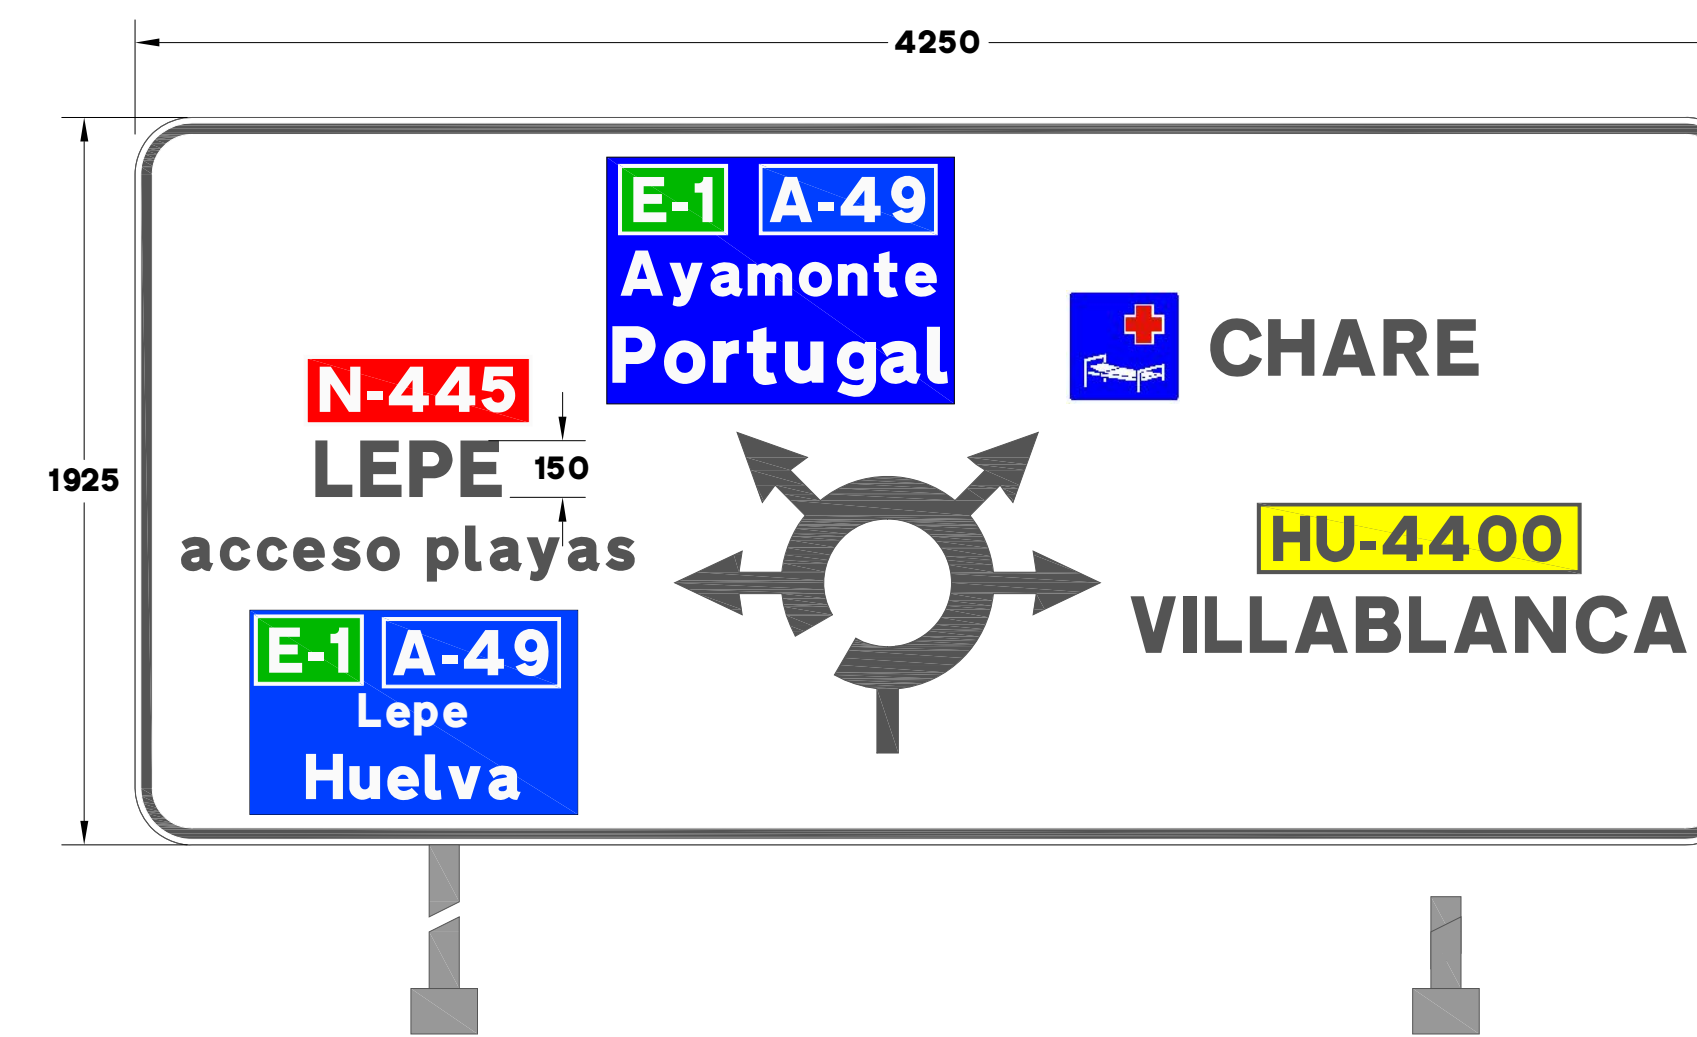 4250
E-1 A-49
Ayamonte
Portugal
CHARE
N-445
LEPE
150
1925
acceso playas
HU-4400
VILLABLANCA
E-1 A-49
Lepe
Huelva